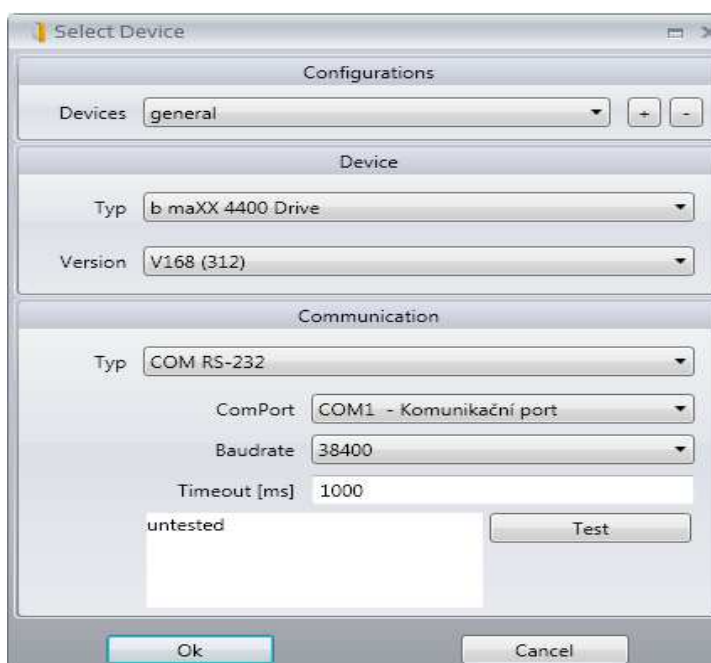 Select Device
Configurations
Devices general + -
Device
Typ b maXX 4400 Drive
Version V168 (312)
Communication
Typ COM RS-232
ComPort COM1 - Komunikační port
Baudrate 38400
Timeout [ms] 1000
untested Test
Ok Cancel